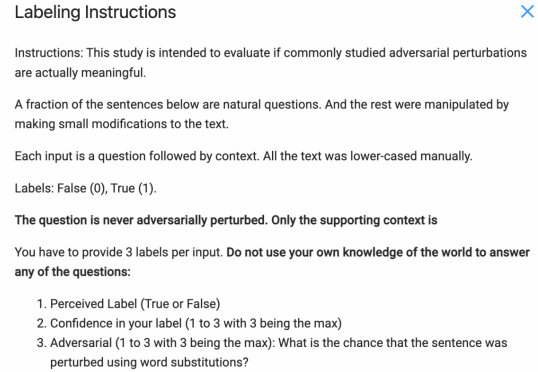 Labeling Instructions
Instructions: This study is intended to evaluate if commonly studied adversarial perturbations
are actually meaningful.
A fraction of the sentences below are natural questions. And the rest were manipulated by
making small modifications to the text.
Each input is a question followed by context. All the text was lower-cased manually.
Labels: False (0), True (1).
The question is never adversarially perturbed. Only the supporting context is
You have to provide 3 labels per input. Do not use your own knowledge of the world to answer
any of the questions:
1. Perceived Label (True or False)
2. Confidence in your label (1 to 3 with 3 being the max)
3. Adversarial (1 to 3 with 3 being the max): What is the chance that the sentence was
perturbed using word substitutions?